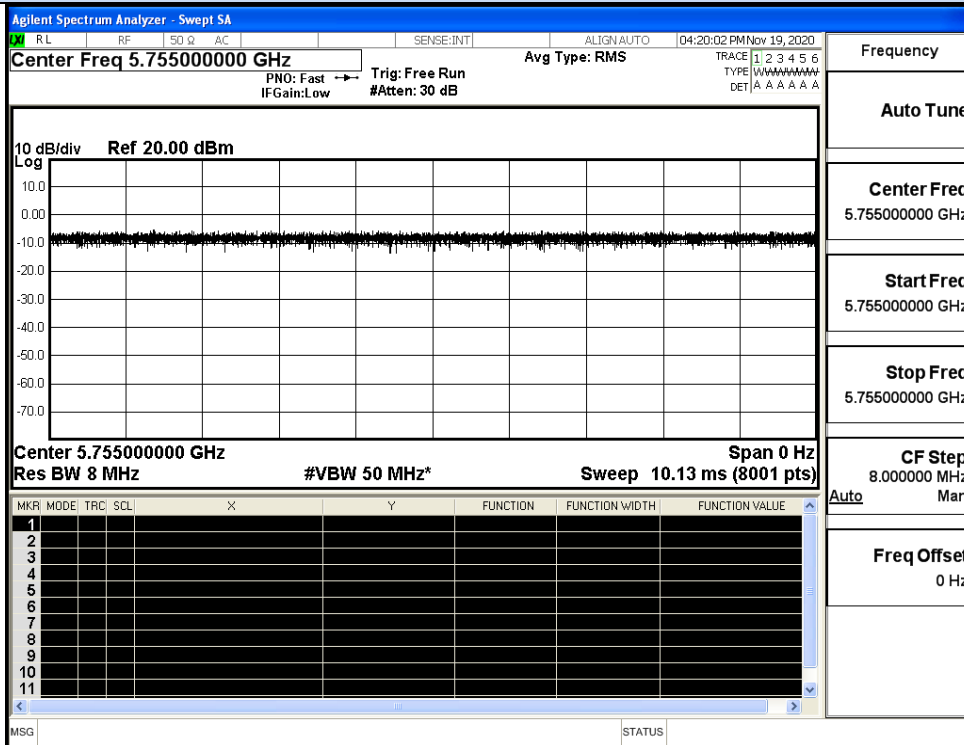 Agilent Spectrum Analyzer - Swept SA
LXI RL RF 50 Ω AC SENSE:INT ALIGN AUTO 04:20:02 PM Nov 19, 2020
Center Freq 5.755000000 GHz
Avg Type: RMS
TRACE 1 2 3 4 5 6
PNO: Fast
Trig: Free Run
TYPE WWWWWW
IFGain:Low
#Atten: 30 dB
DET A A A A A A
10 dB/div Ref 20.00 dBm
Log
10.0
0.00
-10.0
-20.0
-30.0
-40.0
-50.0
-60.0
-70.0
Center 5.755000000 GHz Span 0 Hz
Res BW 8 MHz #VBW 50 MHz* Sweep 10.13 ms (8001 pts)
MKR MODE TRC SCL X Y FUNCTION FUNCTION WIDTH FUNCTION VALUE
1
2
3
4
5
6
7
8
9
10
11
MSG STATUS
Frequency
Auto Tune
Center Freq
5.755000000 GHz
Start Freq
5.755000000 GHz
Stop Freq
5.755000000 GHz
CF Step
8.000000 MHz
Auto Man
Freq Offset
0 Hz